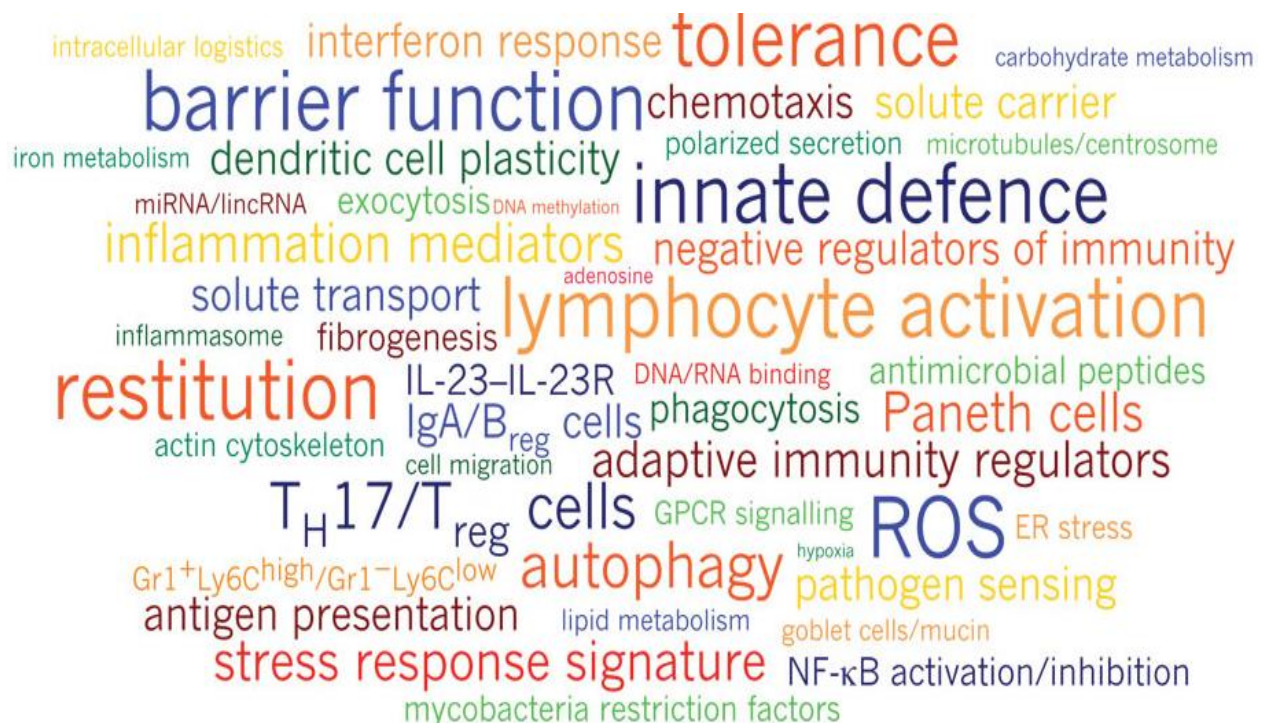 intracellular logistics interferon response tolerance carbohydrate metabolism
barrier function chemotaxis solute carrier
iron metabolism dendritic cell plasticity polarized secretion microtubules/centrosome
miRNA/lincRNA exocytosis DNA methylation innate defence
inflammation mediators negative regulators of immunity
solute transport adenosine lymphocyte activation
inflammasome fibrogenesis
restitution IL-23–IL-23R DNA/RNA binding antimicrobial peptides
IgA/Breg cells phagocytosis Paneth cells
actin cytoskeleton cell migration adaptive immunity regulators
TH17/Treg cells GPCR signalling ROS ER stress
Gr1+Ly6Chigh/Gr1–Ly6Clow autophagy hypoxia pathogen sensing
antigen presentation lipid metabolism goblet cells/mucin
stress response signature NF-κB activation/inhibition
mycobacteria restriction factors